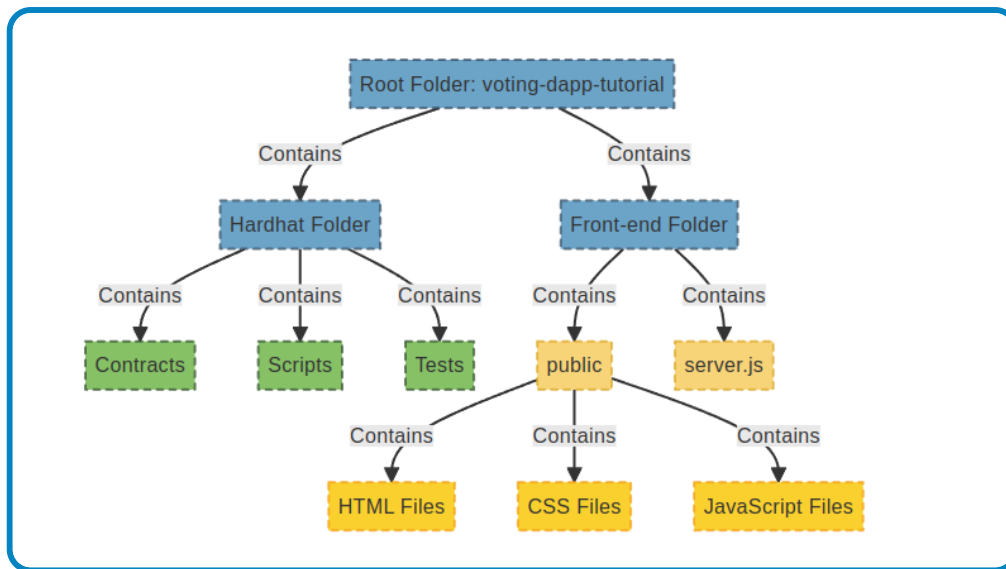 Root Folder: voting-dapp-tutorial
Contains
Contains
Hardhat Folder
Front-end Folder
Contains
Contains
Contains
Contains
Contains
Contracts
Scripts
Tests
public
server.js
Contains
Contains
Contains
HTML Files
CSS Files
JavaScript Files